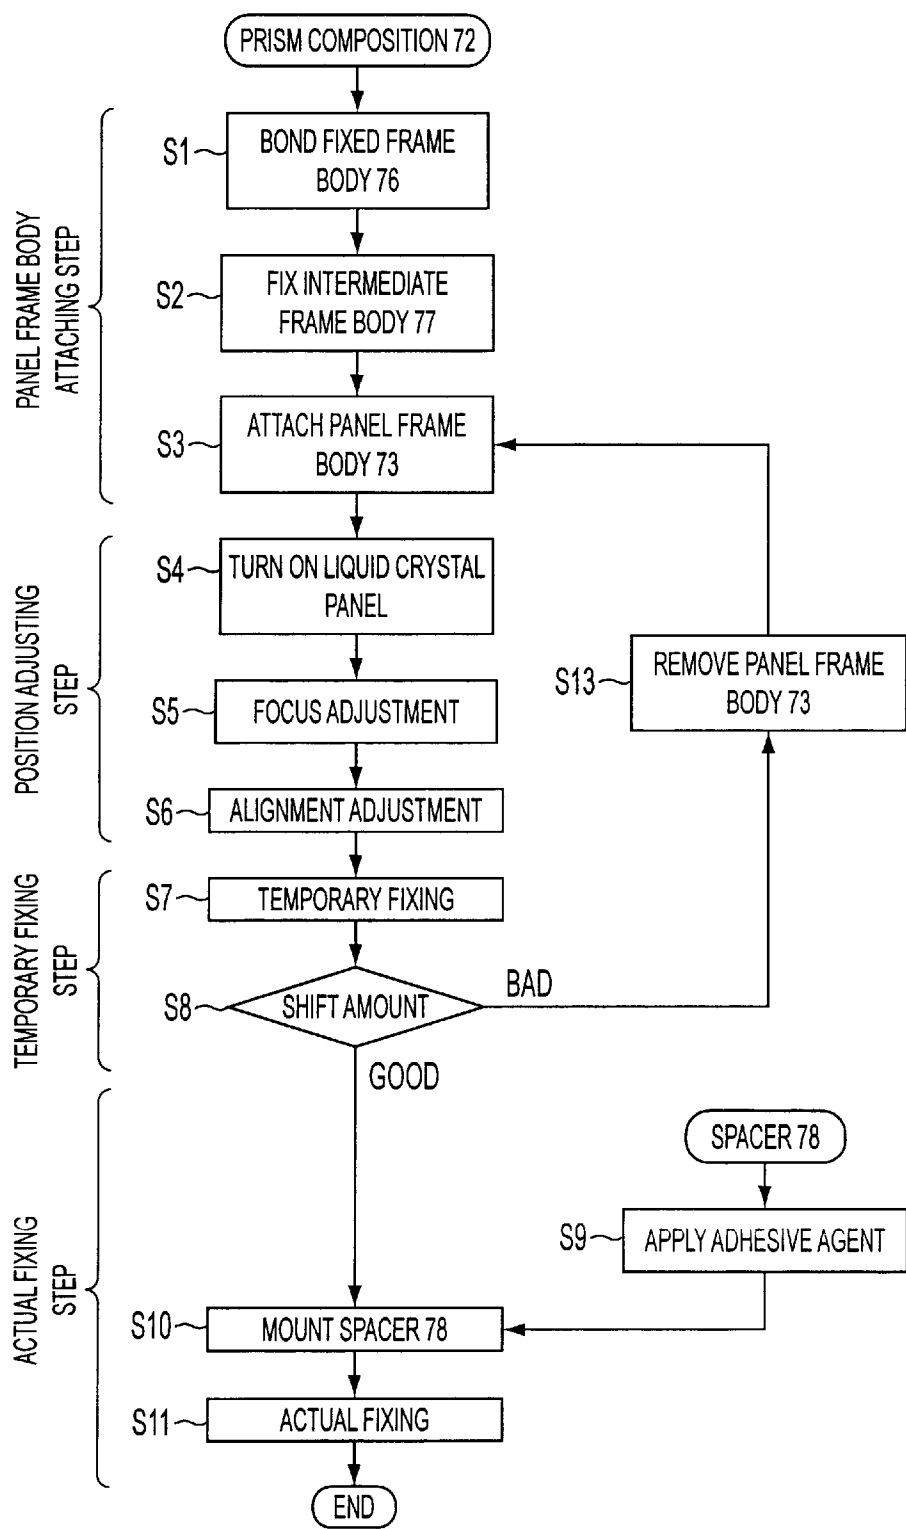 PRISM COMPOSITION 72
PANEL FRAME BODY
ATTACHING STEP
S1
BOND FIXED FRAME
BODY 76
S2
FIX INTERMEDIATE
FRAME BODY 77
S3
ATTACH PANEL FRAME
BODY 73
POSITION ADJUSTING
STEP
S4
TURN ON LIQUID CRYSTAL
PANEL
S5
FOCUS ADJUSTMENT
S6
ALIGNMENT ADJUSTMENT
S13
REMOVE PANEL FRAME
BODY 73
TEMPORARY FIXING
STEP
S7
TEMPORARY FIXING
S8
SHIFT AMOUNT
BAD
GOOD
ACTUAL FIXING
STEP
SPACER 78
S9
APPLY ADHESIVE AGENT
S10
MOUNT SPACER 78
S11
ACTUAL FIXING
END